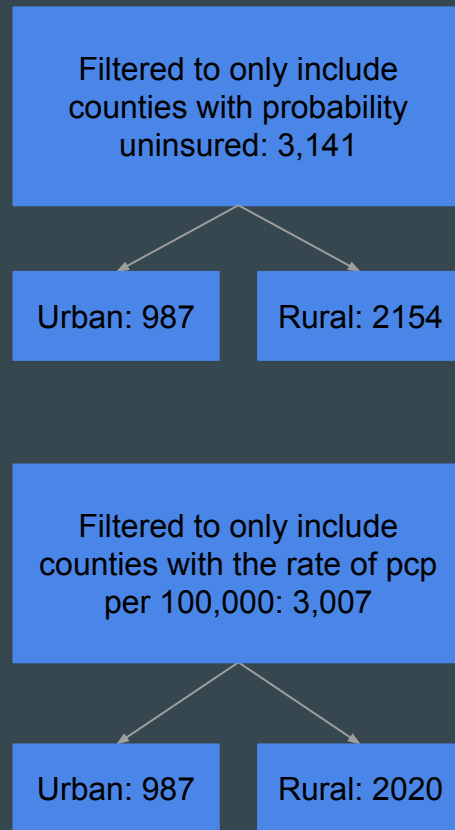 Filtered to only include
counties with probability
uninsured: 3,141
Urban: 987
Rural: 2154
Filtered to only include
counties with the rate of pcp
per 100,000: 3,007
Urban: 987
Rural: 2020